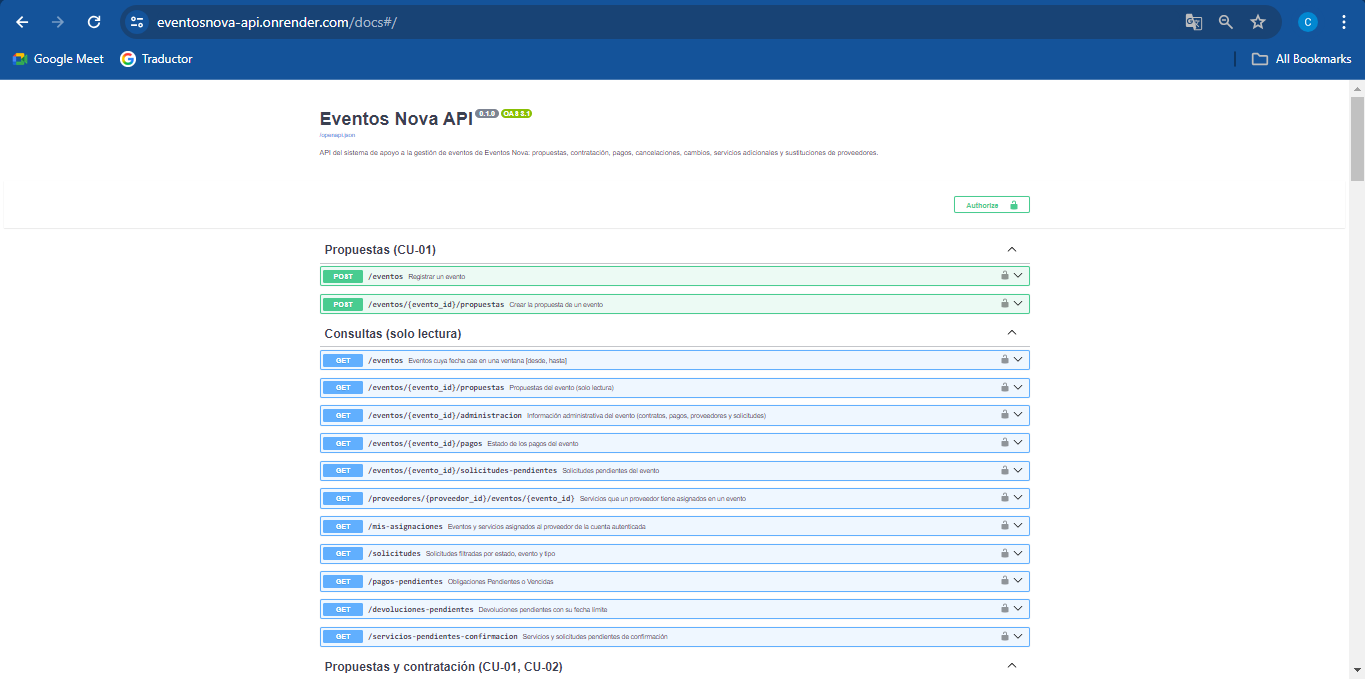 eventosnova-api.onrender.com/docs#/
C
Google Meet
Traductor
All Bookmarks
Eventos Nova API 0.1.0 OAS 3.1
/openapi.json
API del sistema de apoyo a la gestión de eventos de Eventos Nova: propuestas, contratación, pagos, cancelaciones, cambios, servicios adicionales y sustituciones de proveedores.
Authorize
Propuestas (CU-01)
POST /eventos Registrar un evento
POST /eventos/{evento_id}/propuestas Crear la propuesta de un evento
Consultas (solo lectura)
GET /eventos Eventos cuya fecha cae en una ventana [desde, hasta]
GET /eventos/{evento_id}/propuestas Propuestas del evento (solo lectura)
GET /eventos/{evento_id}/administracion Información administrativa del evento (contratos, pagos, proveedores y solicitudes)
GET /eventos/{evento_id}/pagos Estado de los pagos del evento
GET /eventos/{evento_id}/solicitudes-pendientes Solicitudes pendientes del evento
GET /proveedores/{proveedor_id}/eventos/{evento_id} Servicios que un proveedor tiene asignados en un evento
GET /mis-asignaciones Eventos y servicios asignados al proveedor de la cuenta autenticada
GET /solicitudes Solicitudes filtradas por estado, evento y tipo
GET /pagos-pendientes Obligaciones Pendientes o Vencidas
GET /devoluciones-pendientes Devoluciones pendientes con su fecha límite
GET /servicios-pendientes-confirmacion Servicios y solicitudes pendientes de confirmación
Propuestas y contratación (CU-01, CU-02)